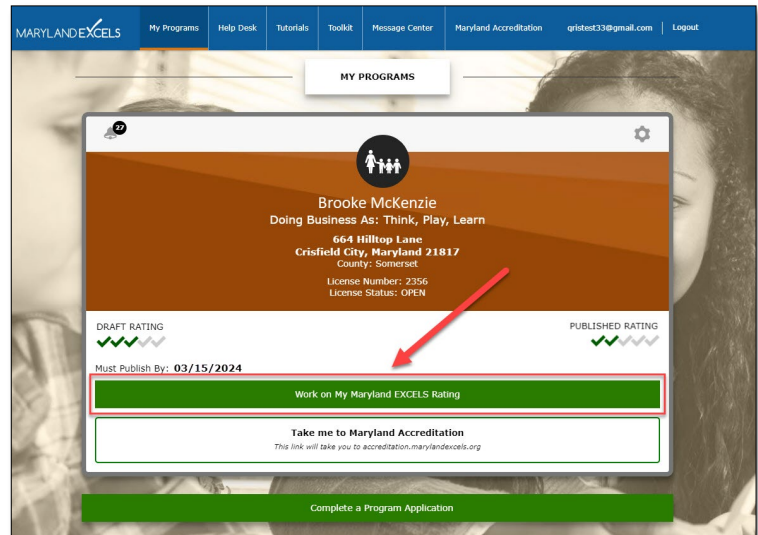 MARYLAND EXCELS
My Programs
Help Desk
Tutorials
Toolkit
Message Center
Maryland Accreditation
qristest33@gmail.com
Logout
MY PROGRAMS
27
Brooke McKenzie
Doing Business As: Think, Play, Learn
664 Hilltop Lane
Crisfield City, Maryland 21817
County: Somerset
License Number: 2356
License Status: OPEN
DRAFT RATING
PUBLISHED RATING
Must Publish By: 03/15/2024
Work on My Maryland EXCELS Rating
Take me to Maryland Accreditation
This link will take you to accreditation.marylandexcels.org
Complete a Program Application